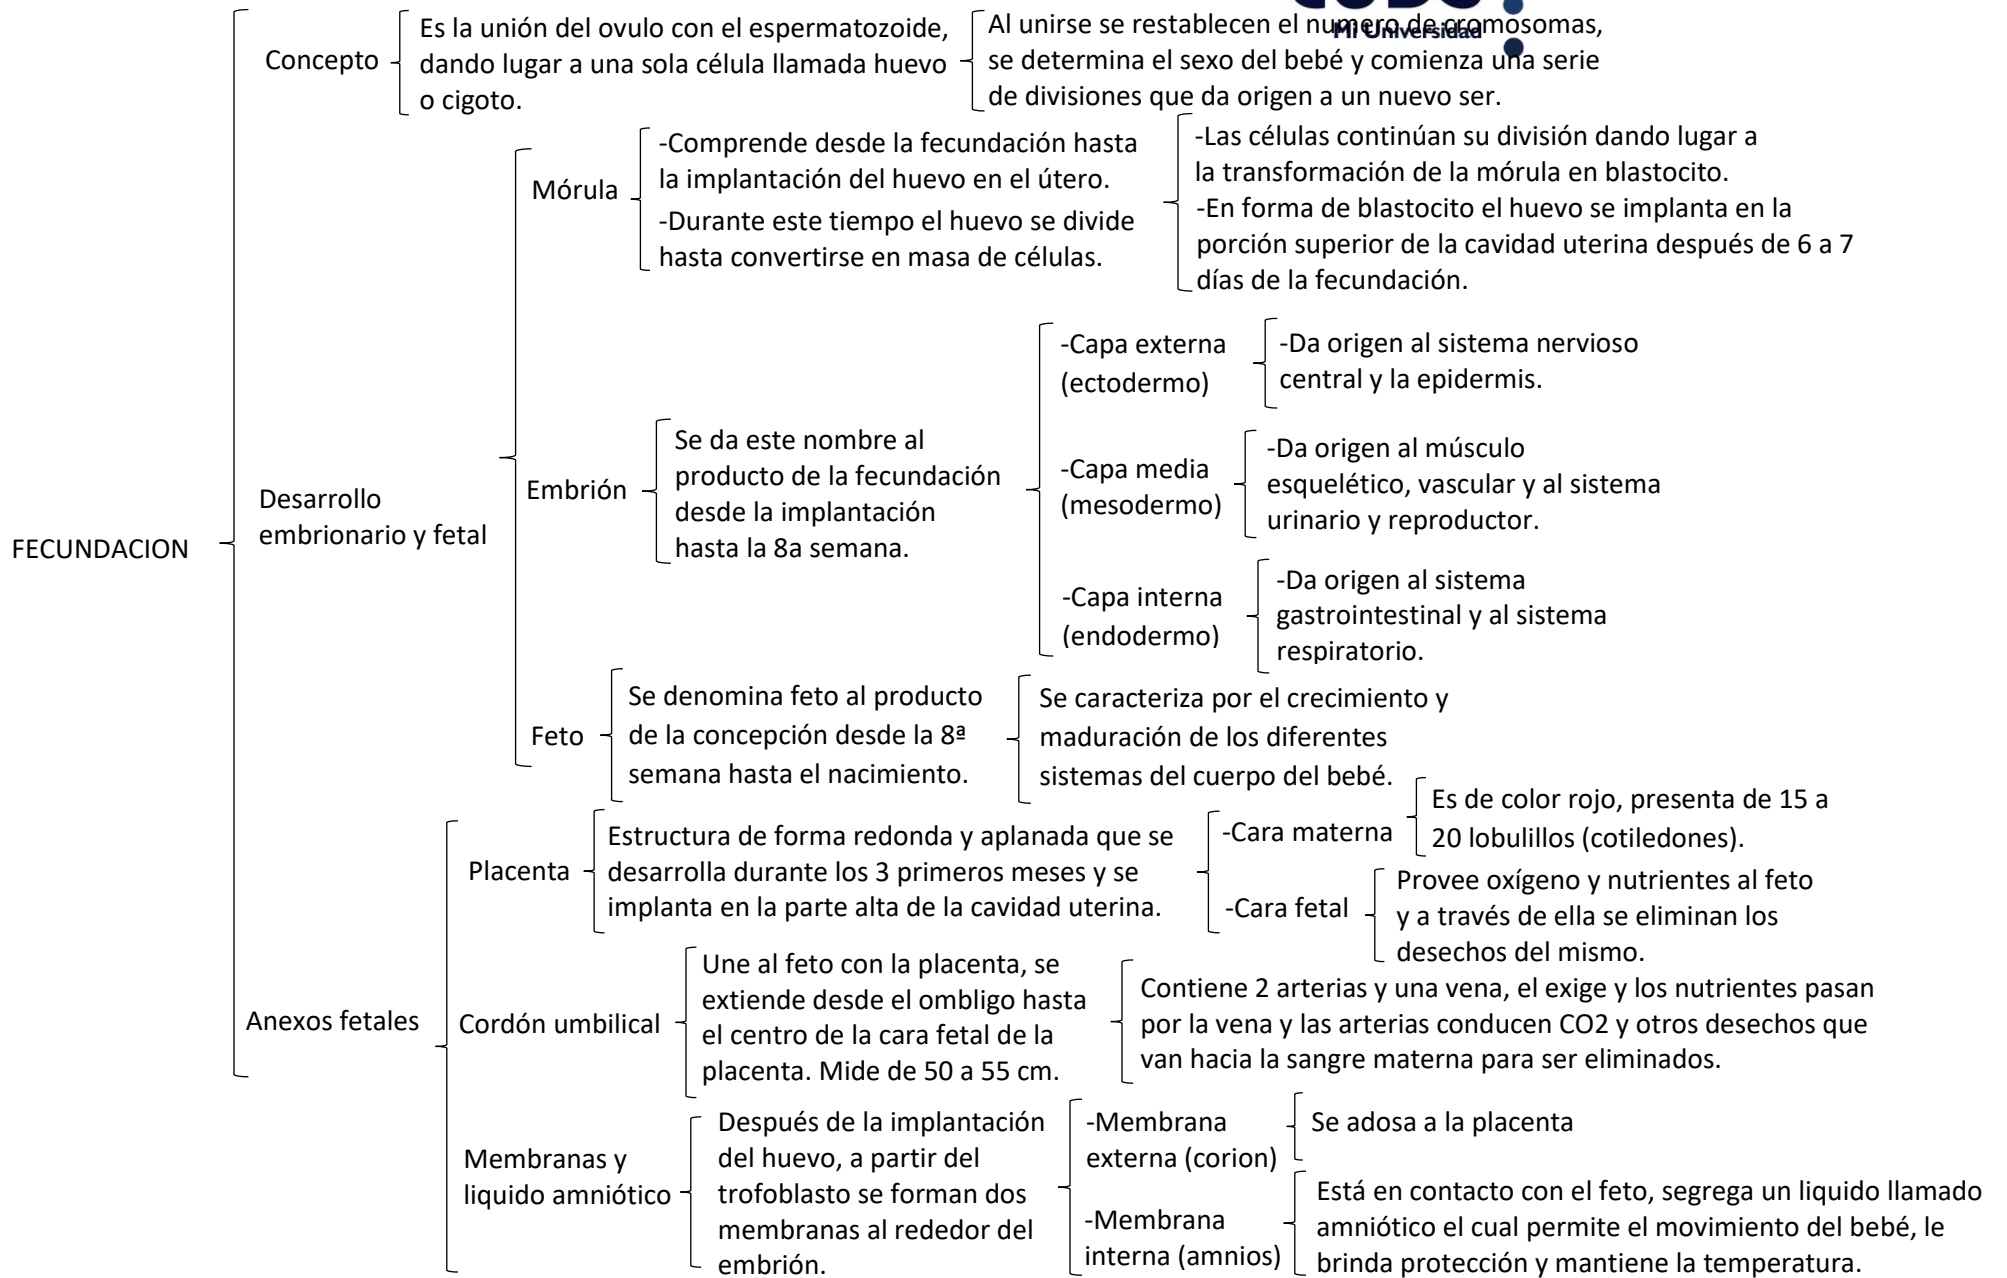 Mi Universidad
FECUNDACION
Concepto
Es la unión del ovulo con el espermatozoide,
dando lugar a una sola célula llamada huevo
o cigoto.
Al unirse se restablecen el numero de cromosomas,
se determina el sexo del bebé y comienza una serie
de divisiones que da origen a un nuevo ser.
Desarrollo
embrionario y fetal
Mórula
-Comprende desde la fecundación hasta
la implantación del huevo en el útero.
-Durante este tiempo el huevo se divide
hasta convertirse en masa de células.
-Las células continúan su división dando lugar a
la transformación de la mórula en blastocito.
-En forma de blastocito el huevo se implanta en la
porción superior de la cavidad uterina después de 6 a 7
días de la fecundación.
Embrión
Se da este nombre al
producto de la fecundación
desde la implantación
hasta la 8a semana.
-Capa externa
(ectodermo)
-Da origen al sistema nervioso
central y la epidermis.
-Capa media
(mesodermo)
-Da origen al músculo
esquelético, vascular y al sistema
urinario y reproductor.
-Capa interna
(endodermo)
-Da origen al sistema
gastrointestinal y al sistema
respiratorio.
Feto
Se denomina feto al producto
de la concepción desde la 8ª
semana hasta el nacimiento.
Se caracteriza por el crecimiento y
maduración de los diferentes
sistemas del cuerpo del bebé.
Anexos fetales
Placenta
Estructura de forma redonda y aplanada que se
desarrolla durante los 3 primeros meses y se
implanta en la parte alta de la cavidad uterina.
-Cara materna
Es de color rojo, presenta de 15 a
20 lobulillos (cotiledones).
-Cara fetal
Provee oxígeno y nutrientes al feto
y a través de ella se eliminan los
desechos del mismo.
Cordón umbilical
Une al feto con la placenta, se
extiende desde el ombligo hasta
el centro de la cara fetal de la
placenta. Mide de 50 a 55 cm.
Contiene 2 arterias y una vena, el exige y los nutrientes pasan
por la vena y las arterias conducen CO2 y otros desechos que
van hacia la sangre materna para ser eliminados.
Membranas y
liquido amniótico
Después de la implantación
del huevo, a partir del
trofoblasto se forman dos
membranas al rededor del
embrión.
-Membrana
externa (corion)
Se adosa a la placenta
-Membrana
interna (amnios)
Está en contacto con el feto, segrega un liquido llamado
amniótico el cual permite el movimiento del bebé, le
brinda protección y mantiene la temperatura.